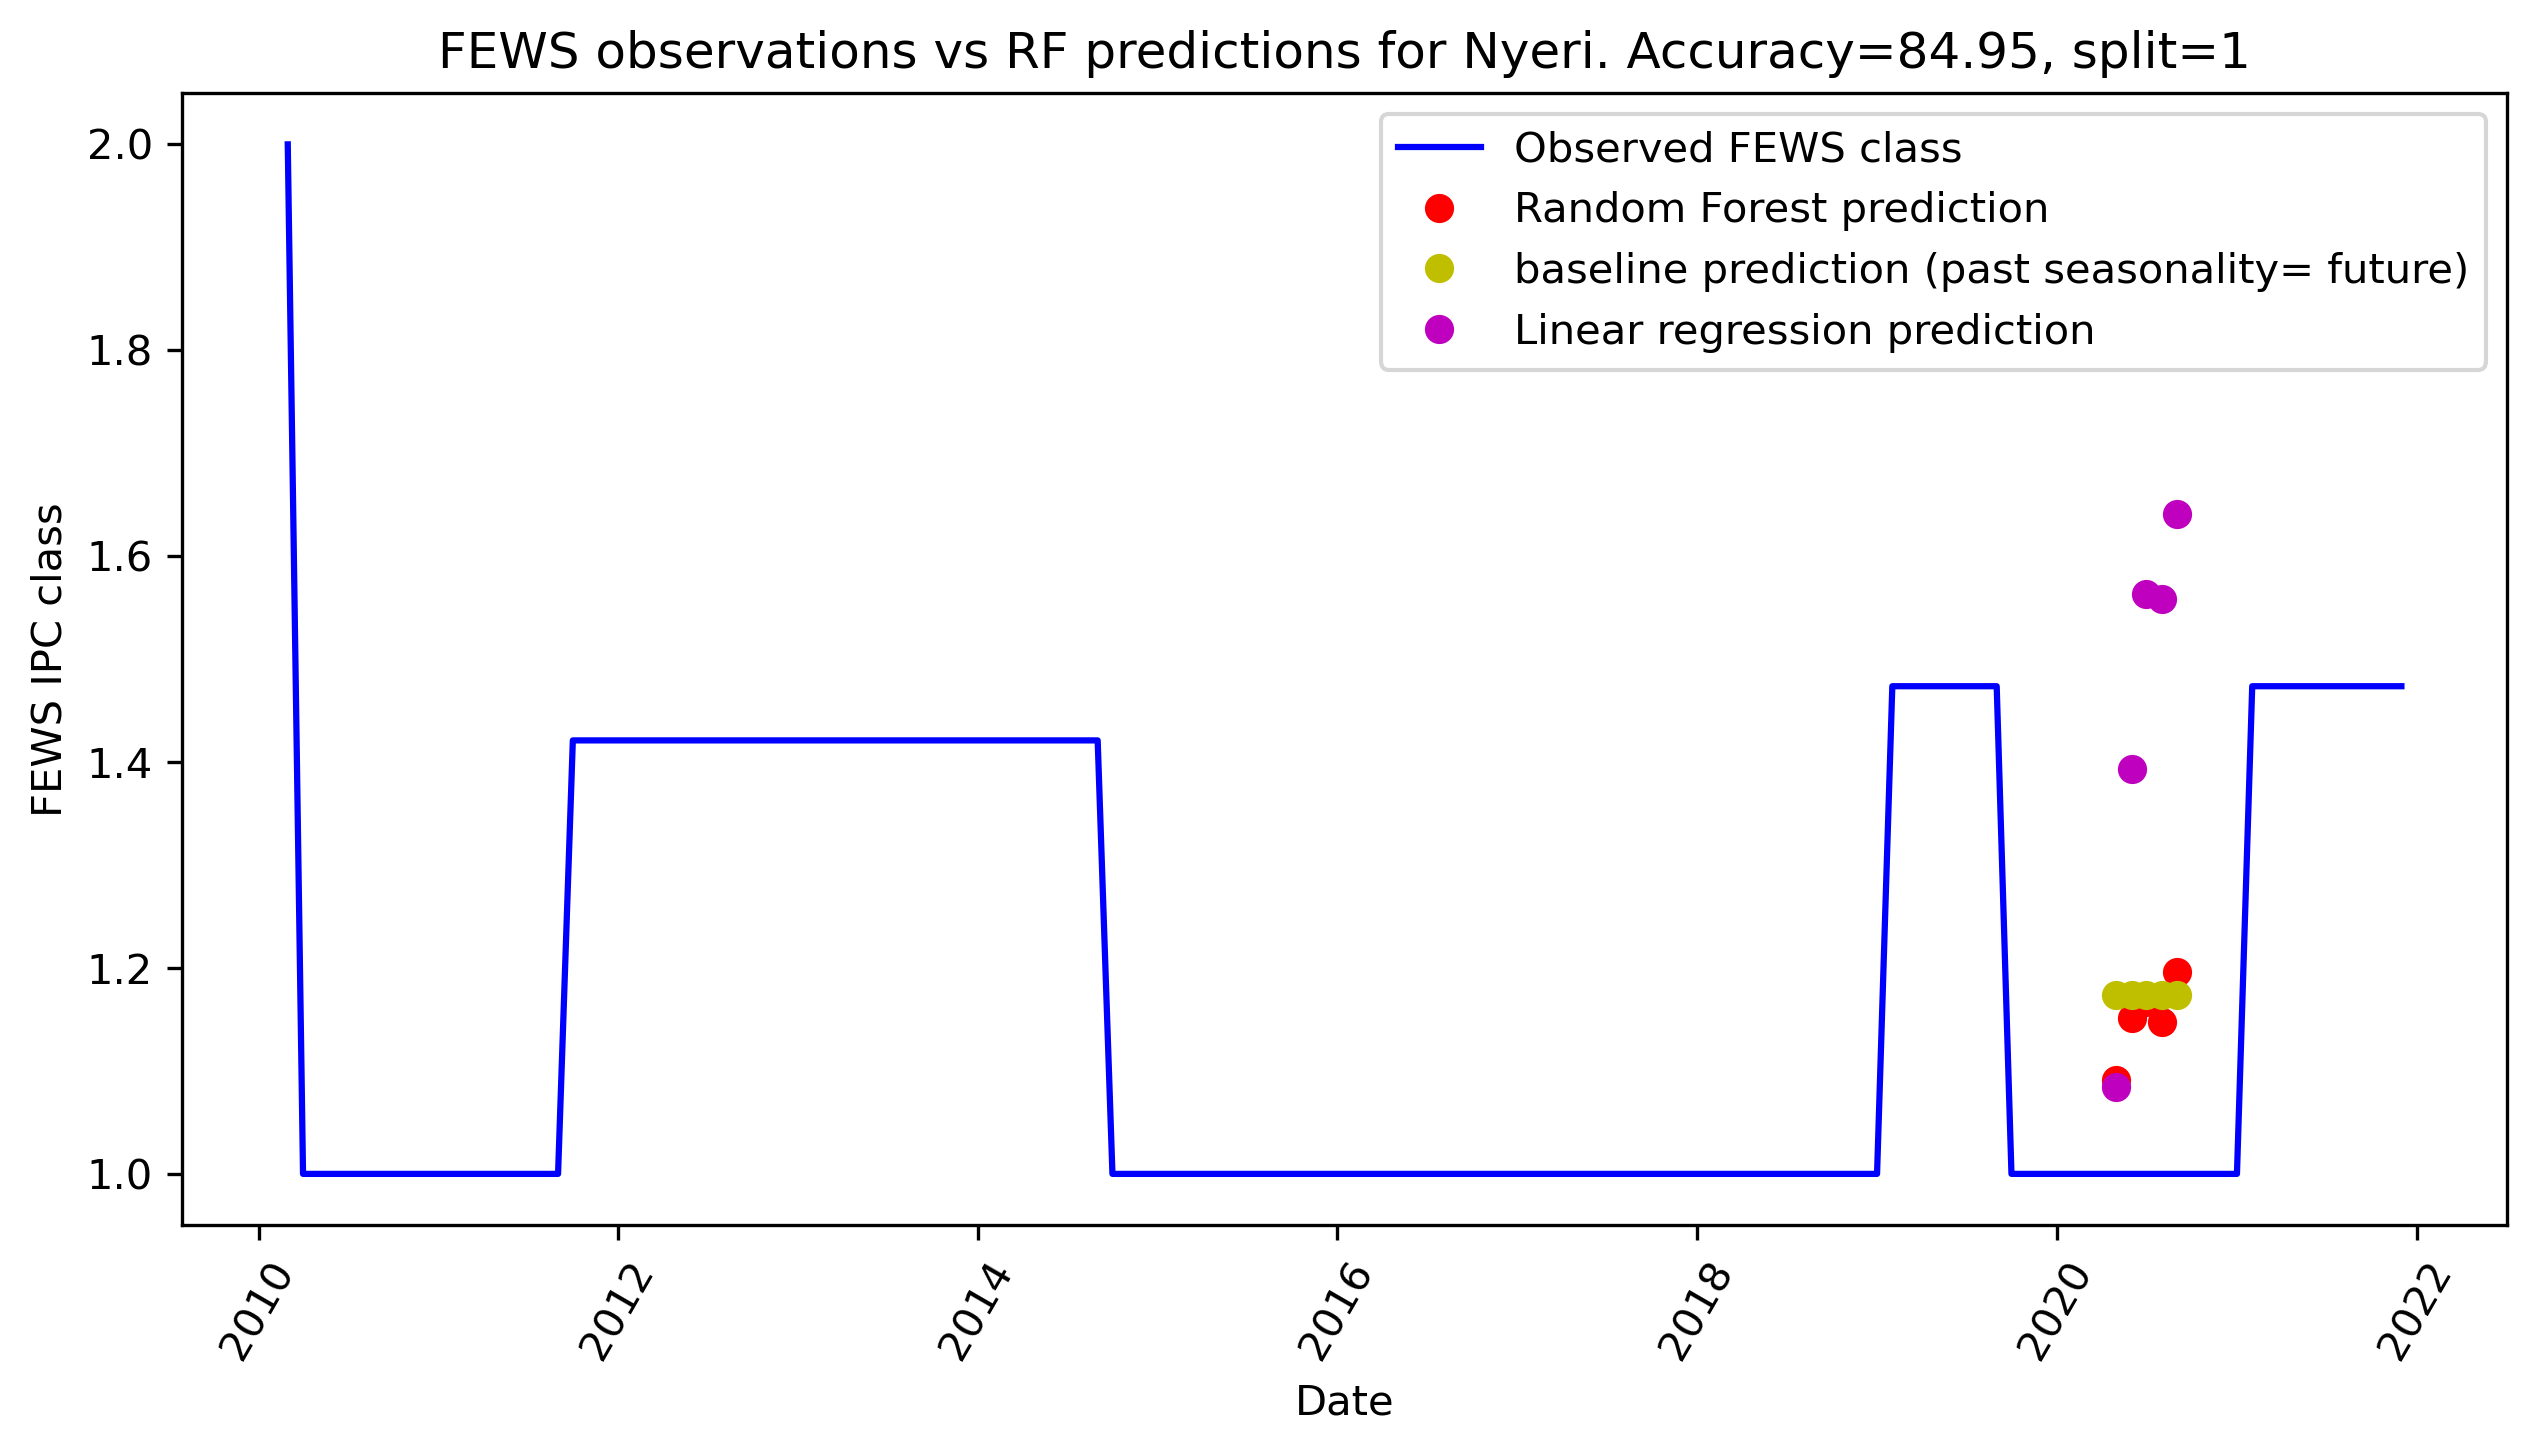 FEWS observations vs RF predictions for Nyeri. Accuracy=84.95, split=1
Observed FEWS class
Random Forest prediction
baseline prediction (past seasonality= future)
Linear regression prediction
FEWS IPC class
2.0
1.8
1.6
1.4
1.2
1.0
2010
2012
2014
2016
2018
2020
2022
Date